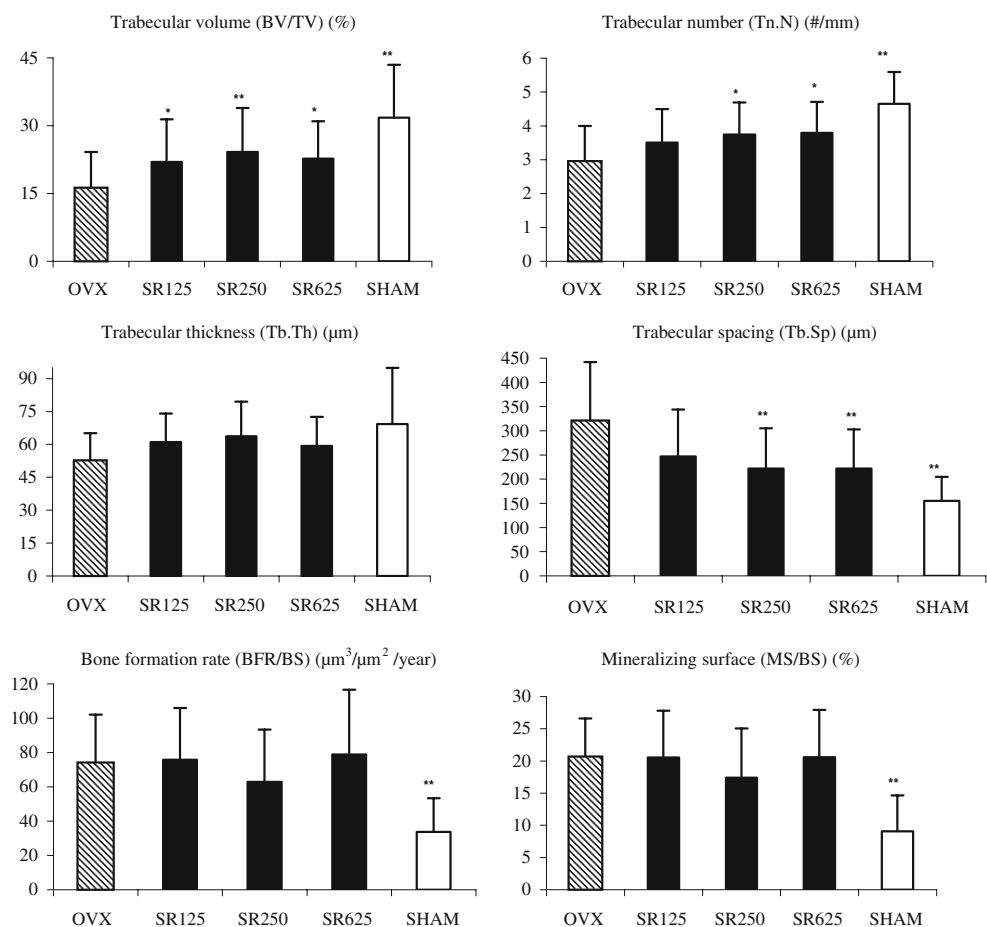 Trabecular volume (BV/TV) (%)
45
30
15
0
* ** * **
OVX SR125 SR250 SR625 SHAM
Trabecular number (Tn.N) (#/mm)
6
5
4
3
2
1
0
* * **
OVX SR125 SR250 SR625 SHAM
Trabecular thickness (Tb.Th) (µm)
90
75
60
45
30
15
0
OVX SR125 SR250 SR625 SHAM
Trabecular spacing (Tb.Sp) (µm)
450
400
350
300
250
200
150
100
50
0
** ** **
OVX SR125 SR250 SR625 SHAM
Bone formation rate (BFR/BS) (µm³/µm² /year)
120
100
80
60
40
20
0
**
OVX SR125 SR250 SR625 SHAM
Mineralizing surface (MS/BS) (%)
30
25
20
15
10
5
0
**
OVX SR125 SR250 SR625 SHAM